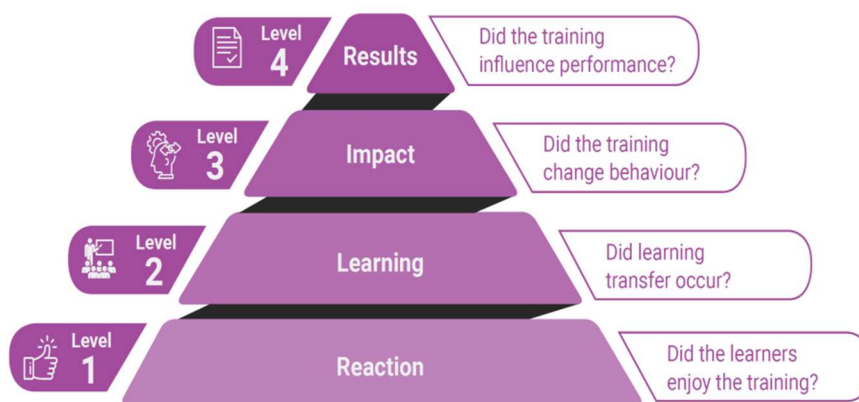 Level
4
Results
Did the training
influence performance?
Level
3
Impact
Did the training
change behaviour?
Level
2
Learning
Did learning
transfer occur?
Level
1
Reaction
Did the learners
enjoy the training?